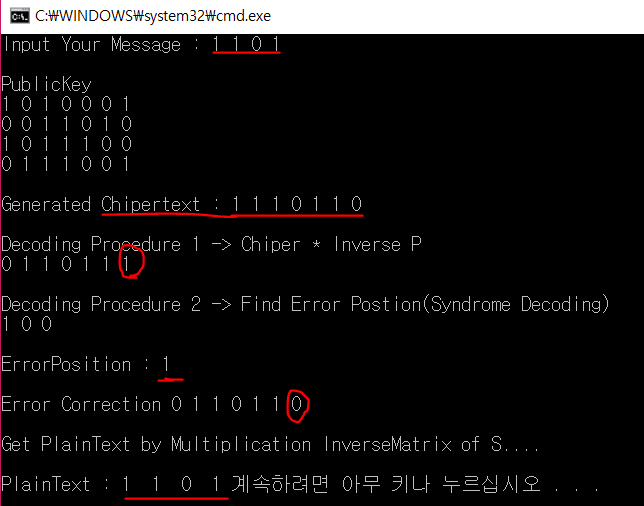 C:₩WINDOWS₩system32₩cmd.exe
Input Your Message : 1 1 0 1
PublicKey
1 0 1 0 0 0 1
0 0 1 1 0 1 0
1 0 1 1 1 0 0
0 1 1 1 0 0 1
Generated Chipertext : 1 1 1 0 1 1 0
Decoding Procedure 1 -> Chiper * Inverse P
0 1 1 0 1 1 1
Decoding Procedure 2 -> Find Error Postion(Syndrome Decoding)
1 0 0
ErrorPosition : 1
Error Correction 0 1 1 0 1 1 0
Get PlainText by Multiplication InverseMatrix of S....
PlainText : 1 1 0 1 계속하려면 아무 키나 누르십시오 . . .